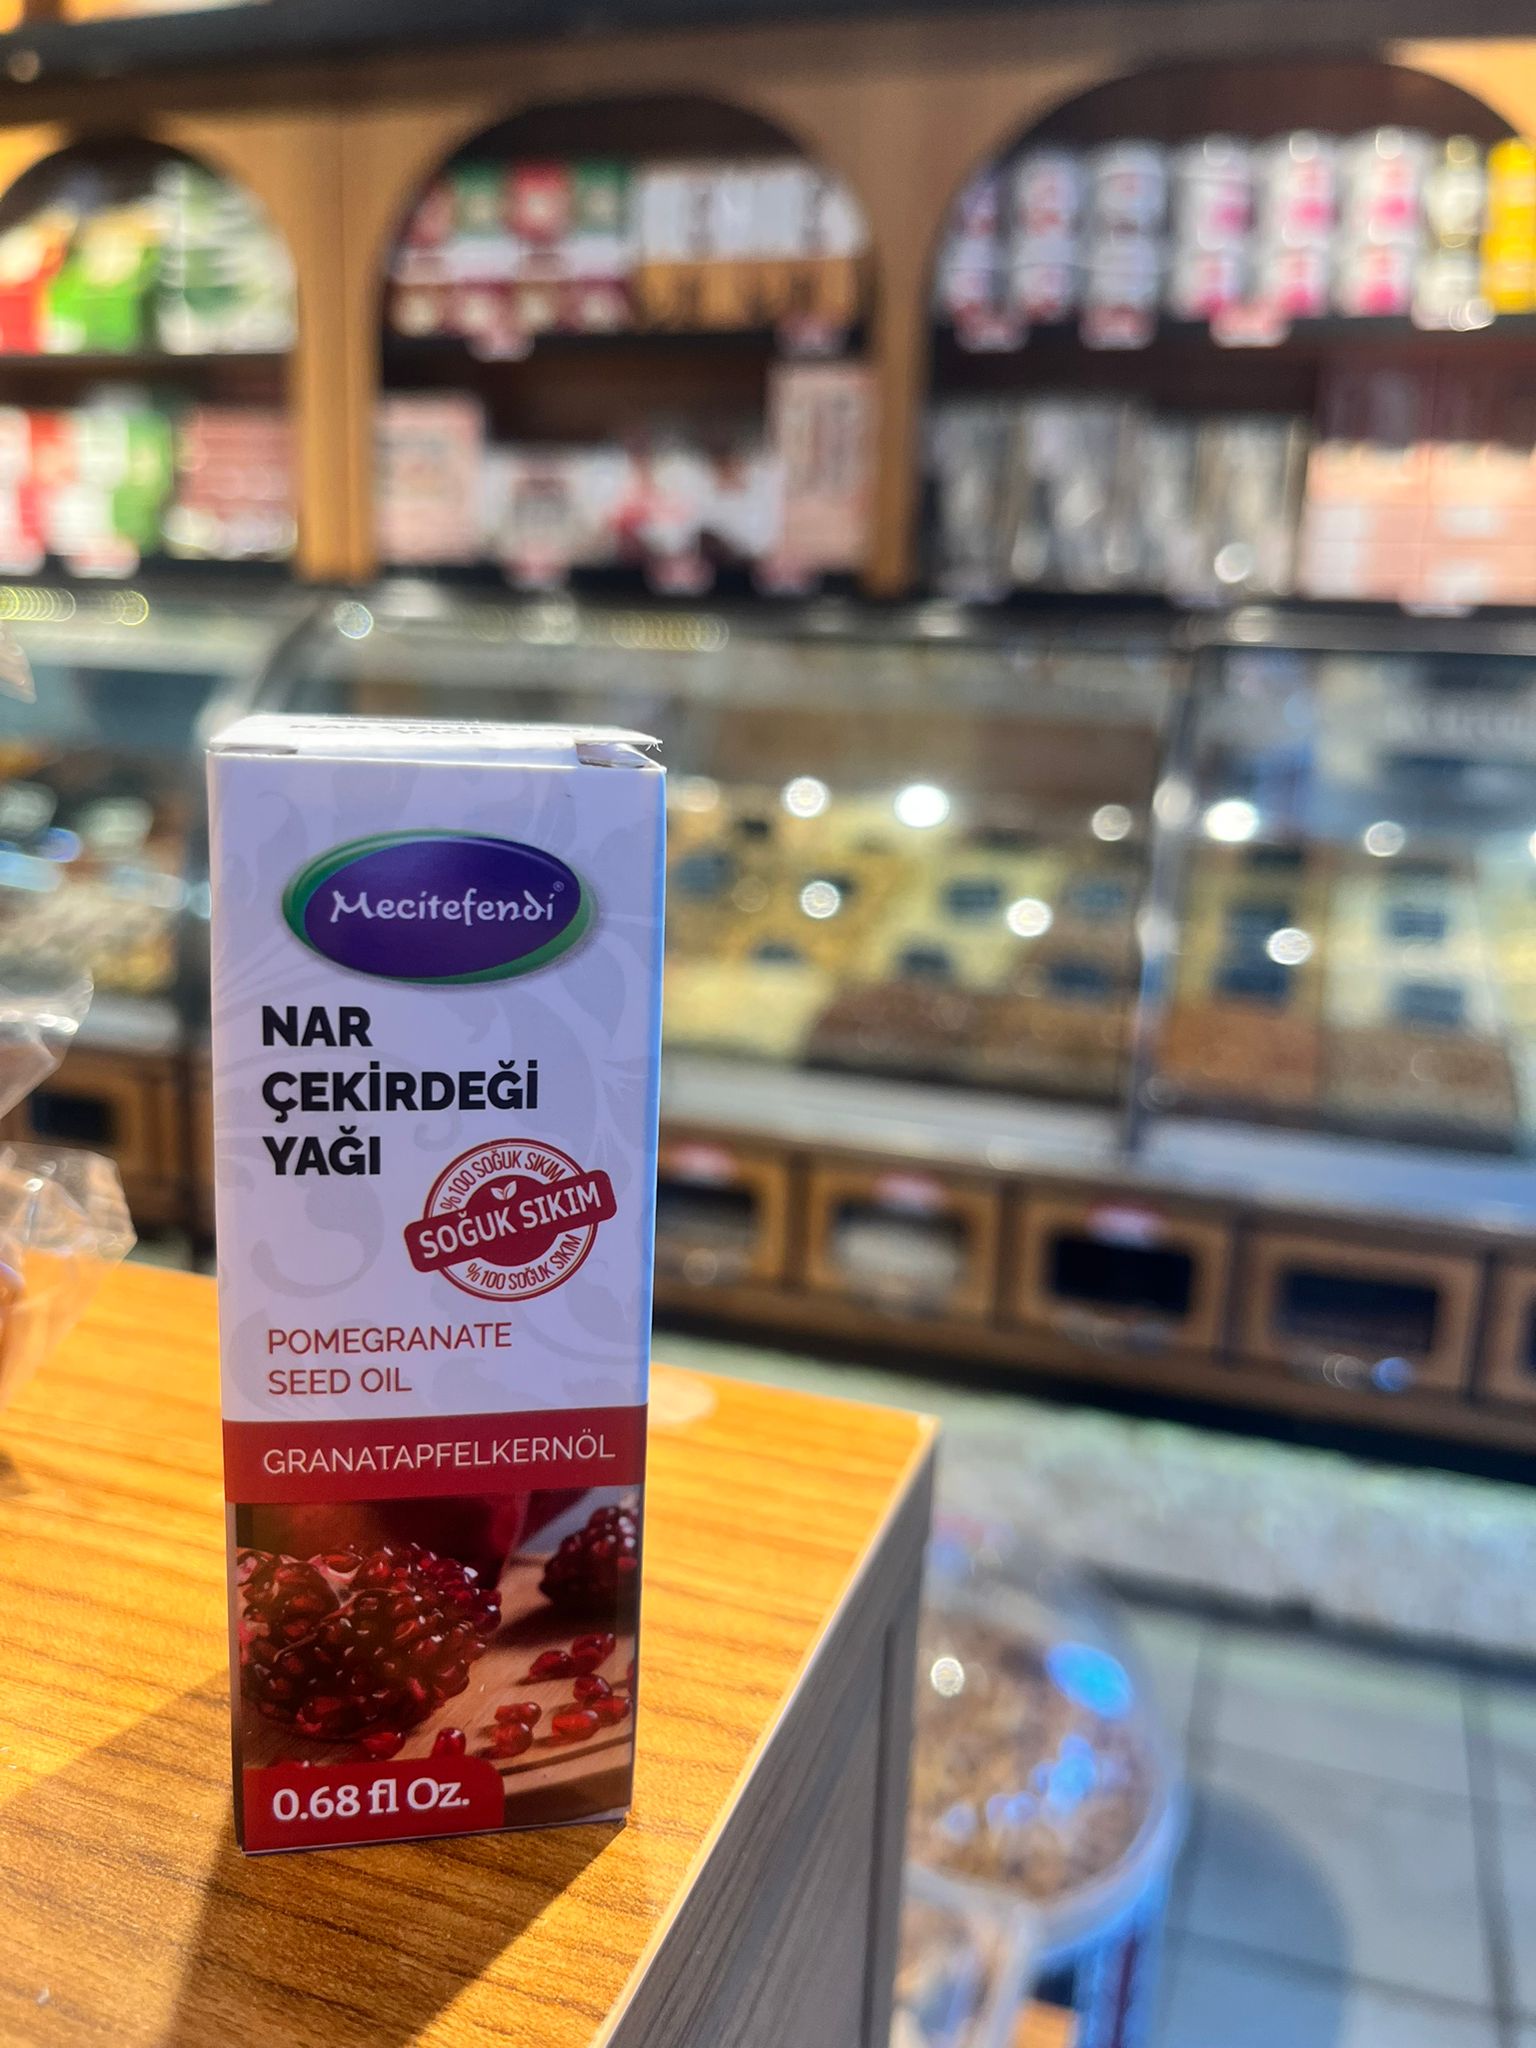 Mecitefendi®
NAR
ÇEKİRDEĞİ
YAĞI
%100 SOĞUK SIKIM
SOĞUK SIKIM
%100 SOĞUK SIKIM
POMEGRANATE
SEED OIL
GRANATAPFELKERNÖL
0.68 fl Oz.